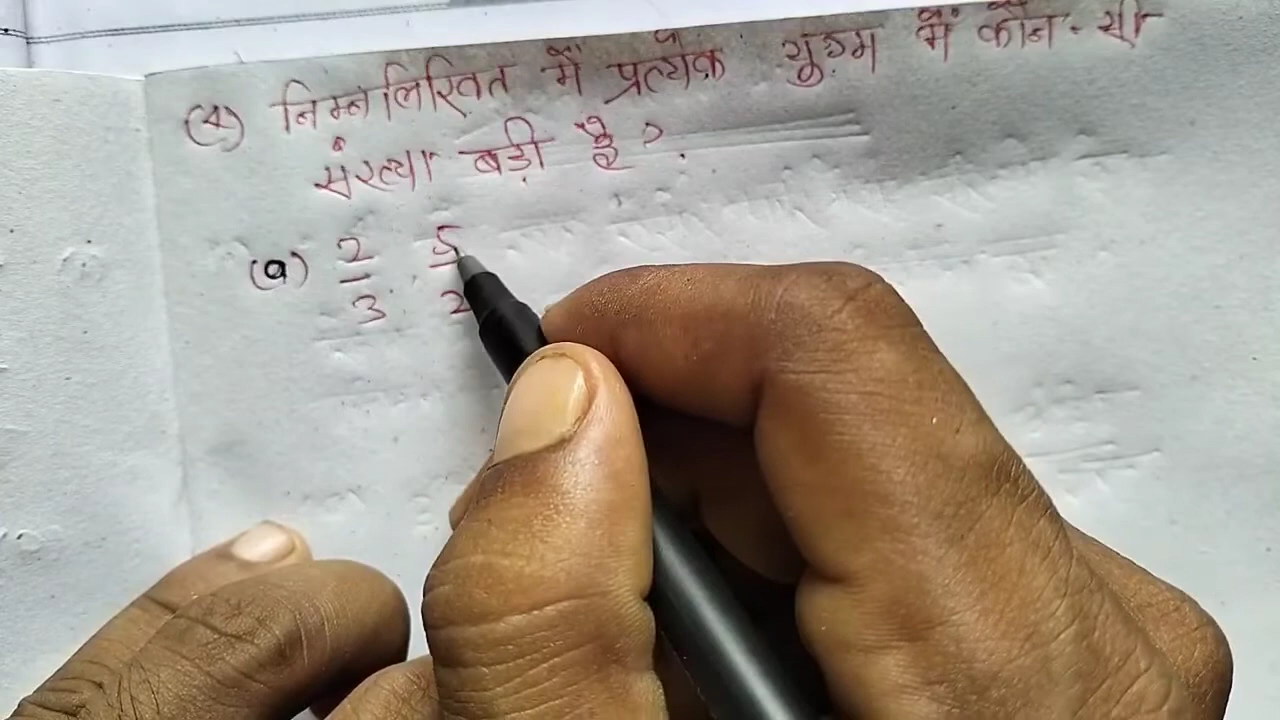 (4) निम्नलिखित में प्रत्येक युग्म में कौन-सी
संख्या बड़ी है?
(a) 2/3 5/2